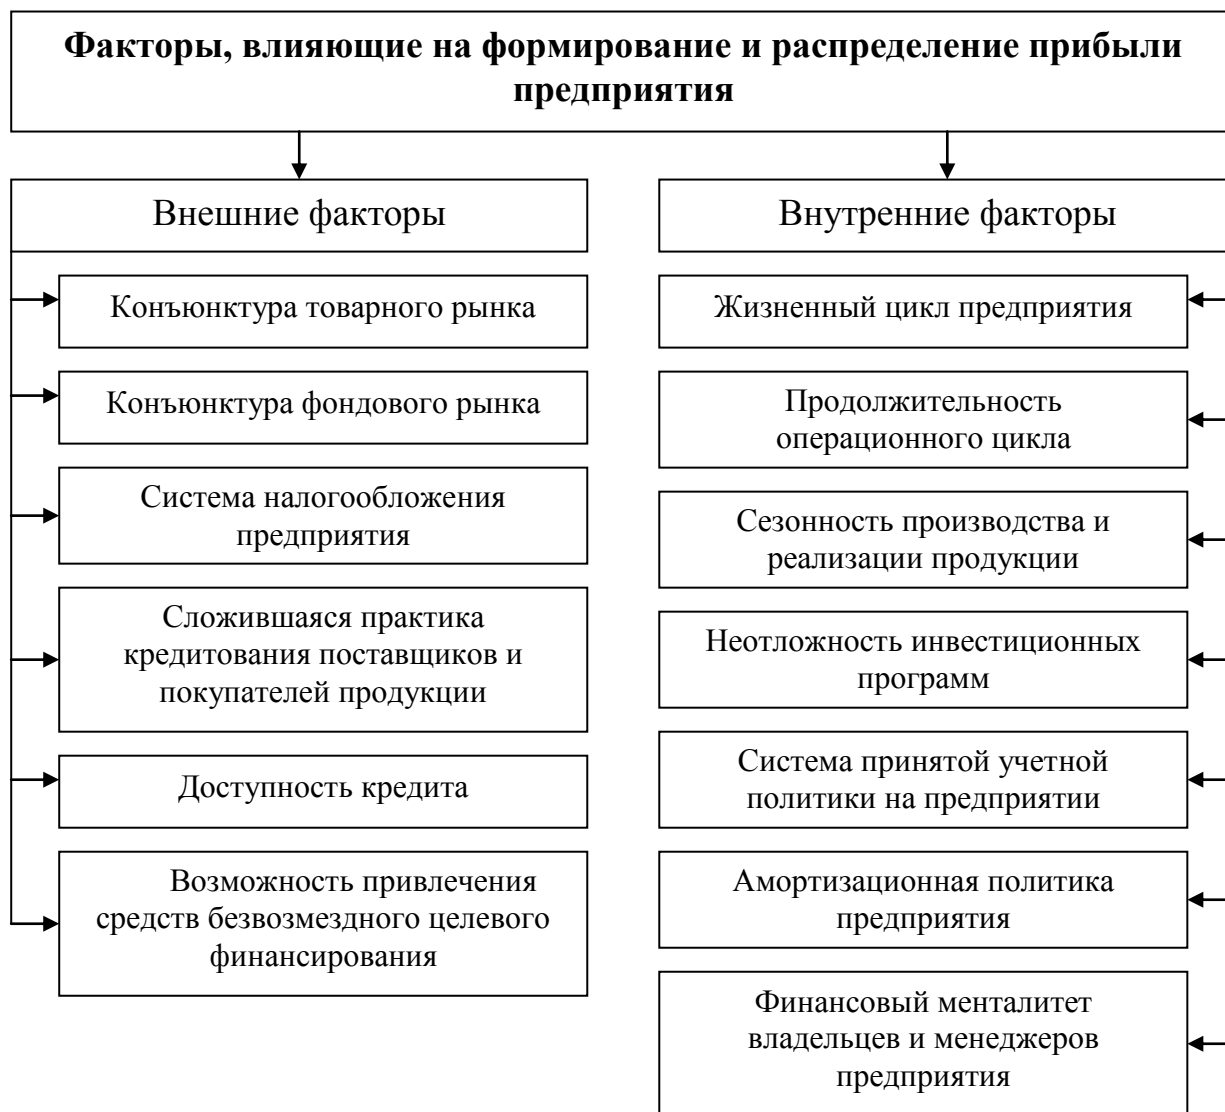 Факторы, влияющие на формирование и распределение прибыли
предприятия
Внешние факторы
Конъюнктура товарного рынка
Конъюнктура фондового рынка
Система налогообложения
предприятия
Сложившаяся практика
кредитования поставщиков и
покупателей продукции
Доступность кредита
Возможность привлечения
средств безвозмездного целевого
финансирования
Внутренние факторы
Жизненный цикл предприятия
Продолжительность
операционного цикла
Сезонность производства и
реализации продукции
Неотложность инвестиционных
программ
Система принятой учетной
политики на предприятии
Амортизационная политика
предприятия
Финансовый менталитет
владельцев и менеджеров
предприятия